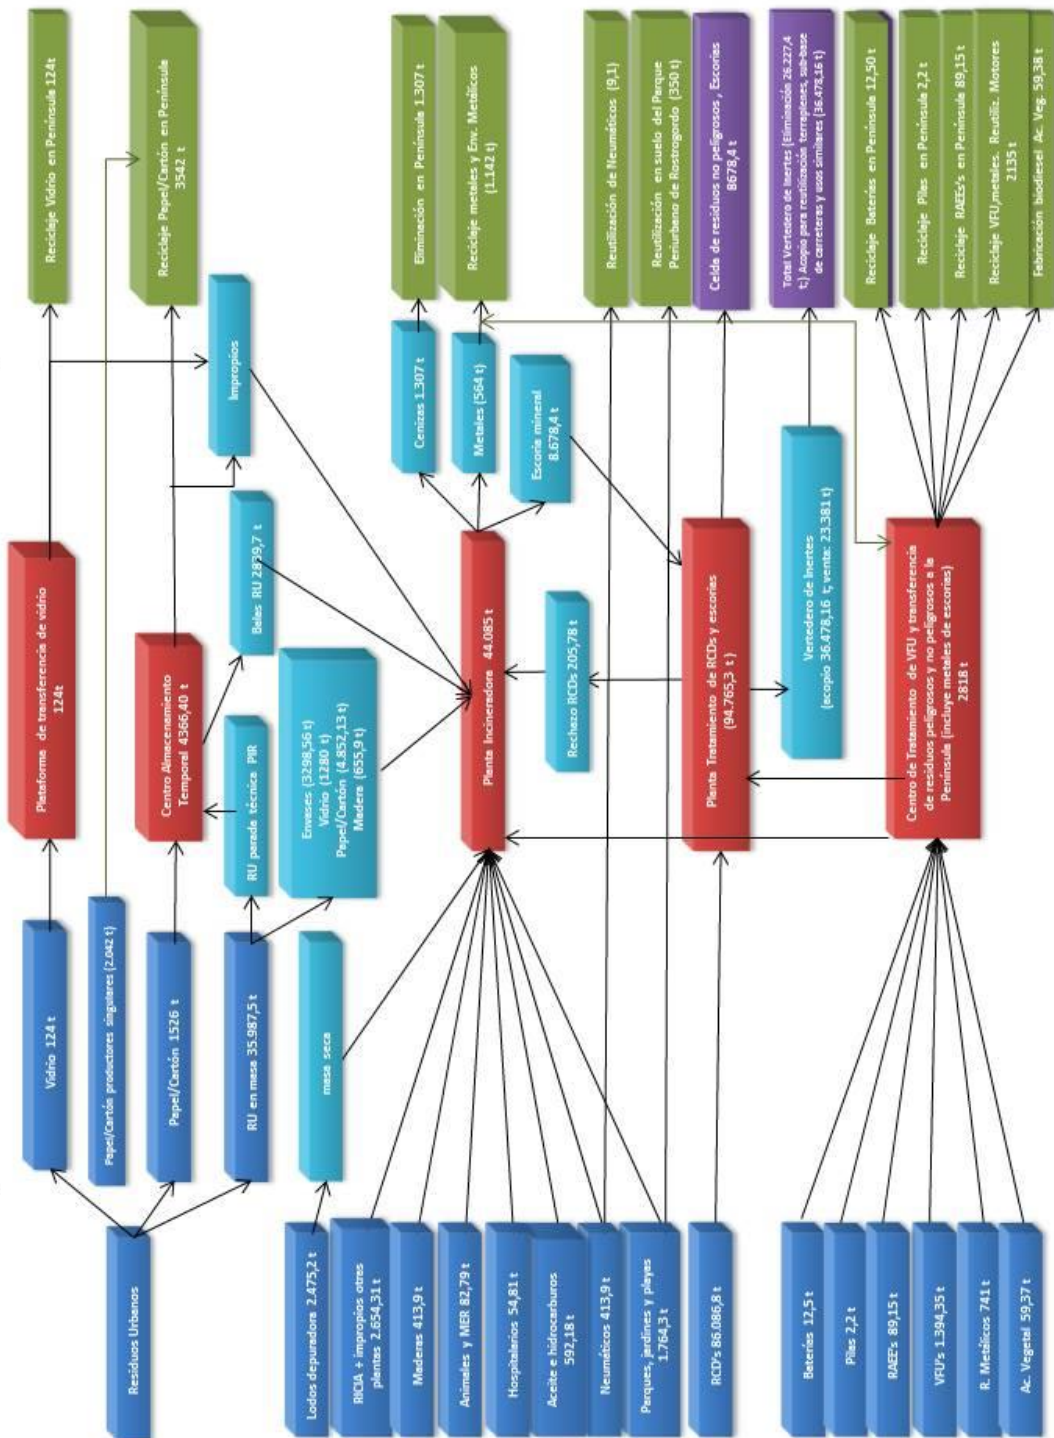 Residuos Urbanos
Lodos depuradora 2.475,2 t
RICIA + impropios otras
plantas 2.654,31 t
Maderas 413,9 t
Animales y MER 82,79 t
Hospitalarios 54,81 t
Aceite e hidrocarburos
592,18 t
Neumáticos 413,9 t
Parques, jardines y playas
1.764,3 t
RCD's 86.086,8 t
Baterías 12,5 t
Pilas 2,2 t
RAEE's 89,15 t
VFU's 1.394,35 t
R. Metálicos 741 t
Ac. Vegetal 59,37 t
Vidrio 124 t
Papel/Cartón productores singulares (2.042 t)
Papel/Cartón 1526 t
RU en masa 35.987,5 t
masa seca
RU parada técnica PIR
Envases (3298,56 t)
Vidrio (1280 t)
Papel/Cartón (4.852,13 t)
Madera (655,9 t)
Plataforma de transferencia de vidrio
124t
Centro Almacenamiento
Temporal 4366,40 t
Balas RU 2839,7 t
Impropios
Planta Incineradora 44.085 t
Rechazo RCDs 205,78 t
Planta Tratamiento de RCDs y escorias
(94.765,3 t )
Vertedero de Inertes
(acopio 36.478,16 t; venta: 23.381 t)
Centro de Tratamiento de VFU y transferencia
de residuos peligrosos y no peligrosos a la
Península (incluye metales de escorias)
2818 t
Cenizas 1.307 t
Metales (564 t)
Escoria mineral
8.678,4 t
Reciclaje Vidrio en Península 124t
Reciclaje Papel/Cartón en Península
3542 t
Eliminación en Península 1.307 t
Reciclaje metales y Env. Metálicos
(1.142 t)
Reutilización de Neumáticos (9,1)
Reutilización en suelo del Parque
Periurbano de Rostrogordo (350 t)
Celda de residuos no peligrosos , Escorias
8678,4 t
Total Vertedero de Inertes (Eliminación 26.227,4
t;) Acopio para reutilización terraplenes, sub-base
de carreteras y usos similares (36.478,16 t)
Reciclaje Baterías en Península 12,50 t
Reciclaje Pilas en Península 2,2 t
Reciclaje RAEEs's en Península 89,15 t
Reciclaje VFU,metales. Reutiliz. Motores
2135 t
Fabricación biodiesel Ac. Veg. 59,38 t